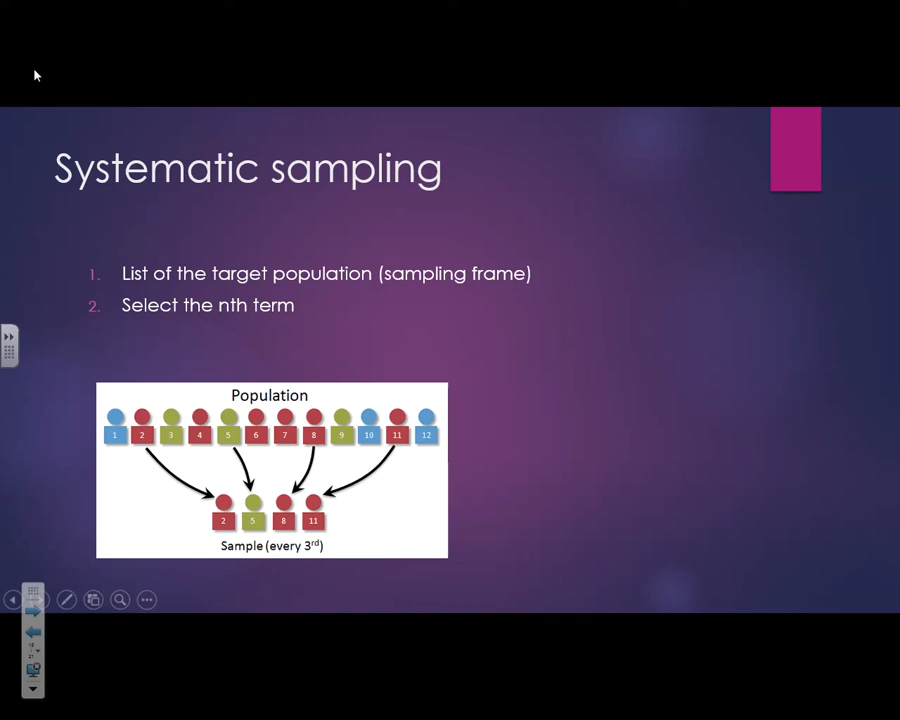 Systematic sampling
1. List of the target population (sampling frame)
2. Select the nth term
Population
1 2 3 4 5 6 7 8 9 10 11 12
2 5 8 11
Sample (every 3rd)